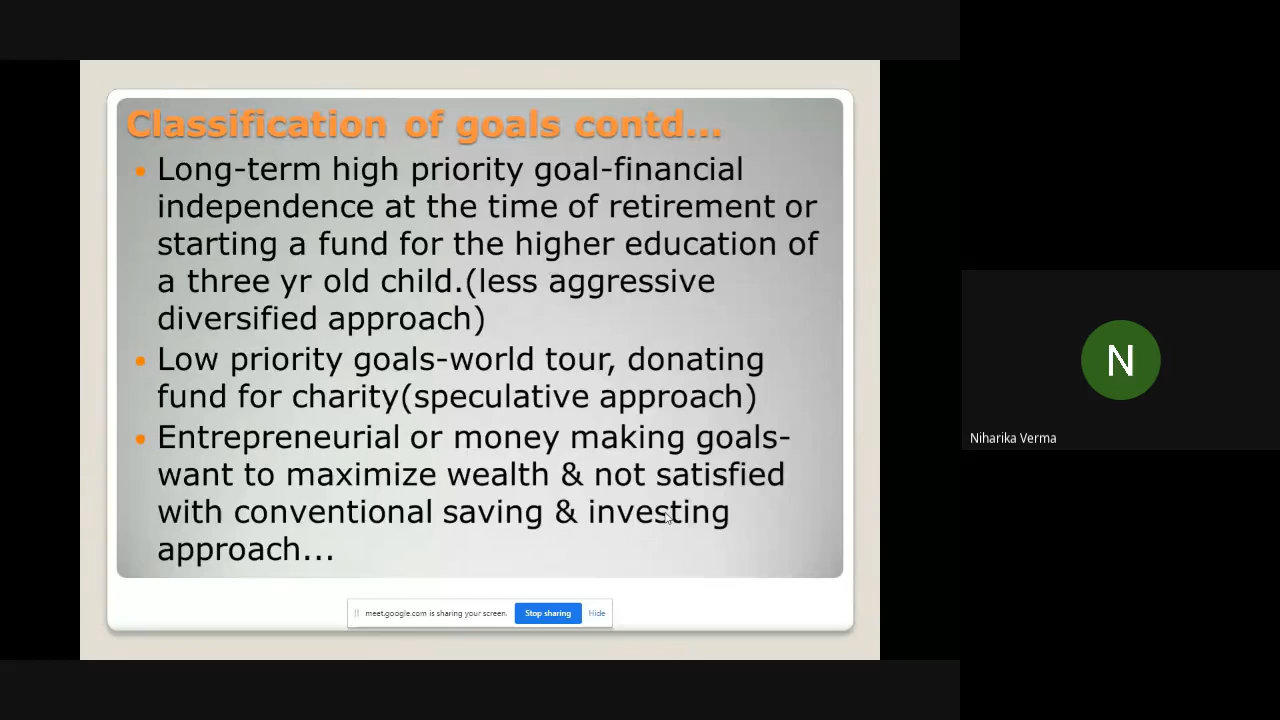 Classification of goals contd...
Long-term high priority goal-financial
independence at the time of retirement or
starting a fund for the higher education of
a three yr old child.(less aggressive
diversified approach)
Low priority goals-world tour, donating
fund for charity(speculative approach)
Entrepreneurial or money making goals-
want to maximize wealth & not satisfied
with conventional saving & investing
approach...
meet.google.com is sharing your screen. Stop sharing Hide
N
Niharika Verma